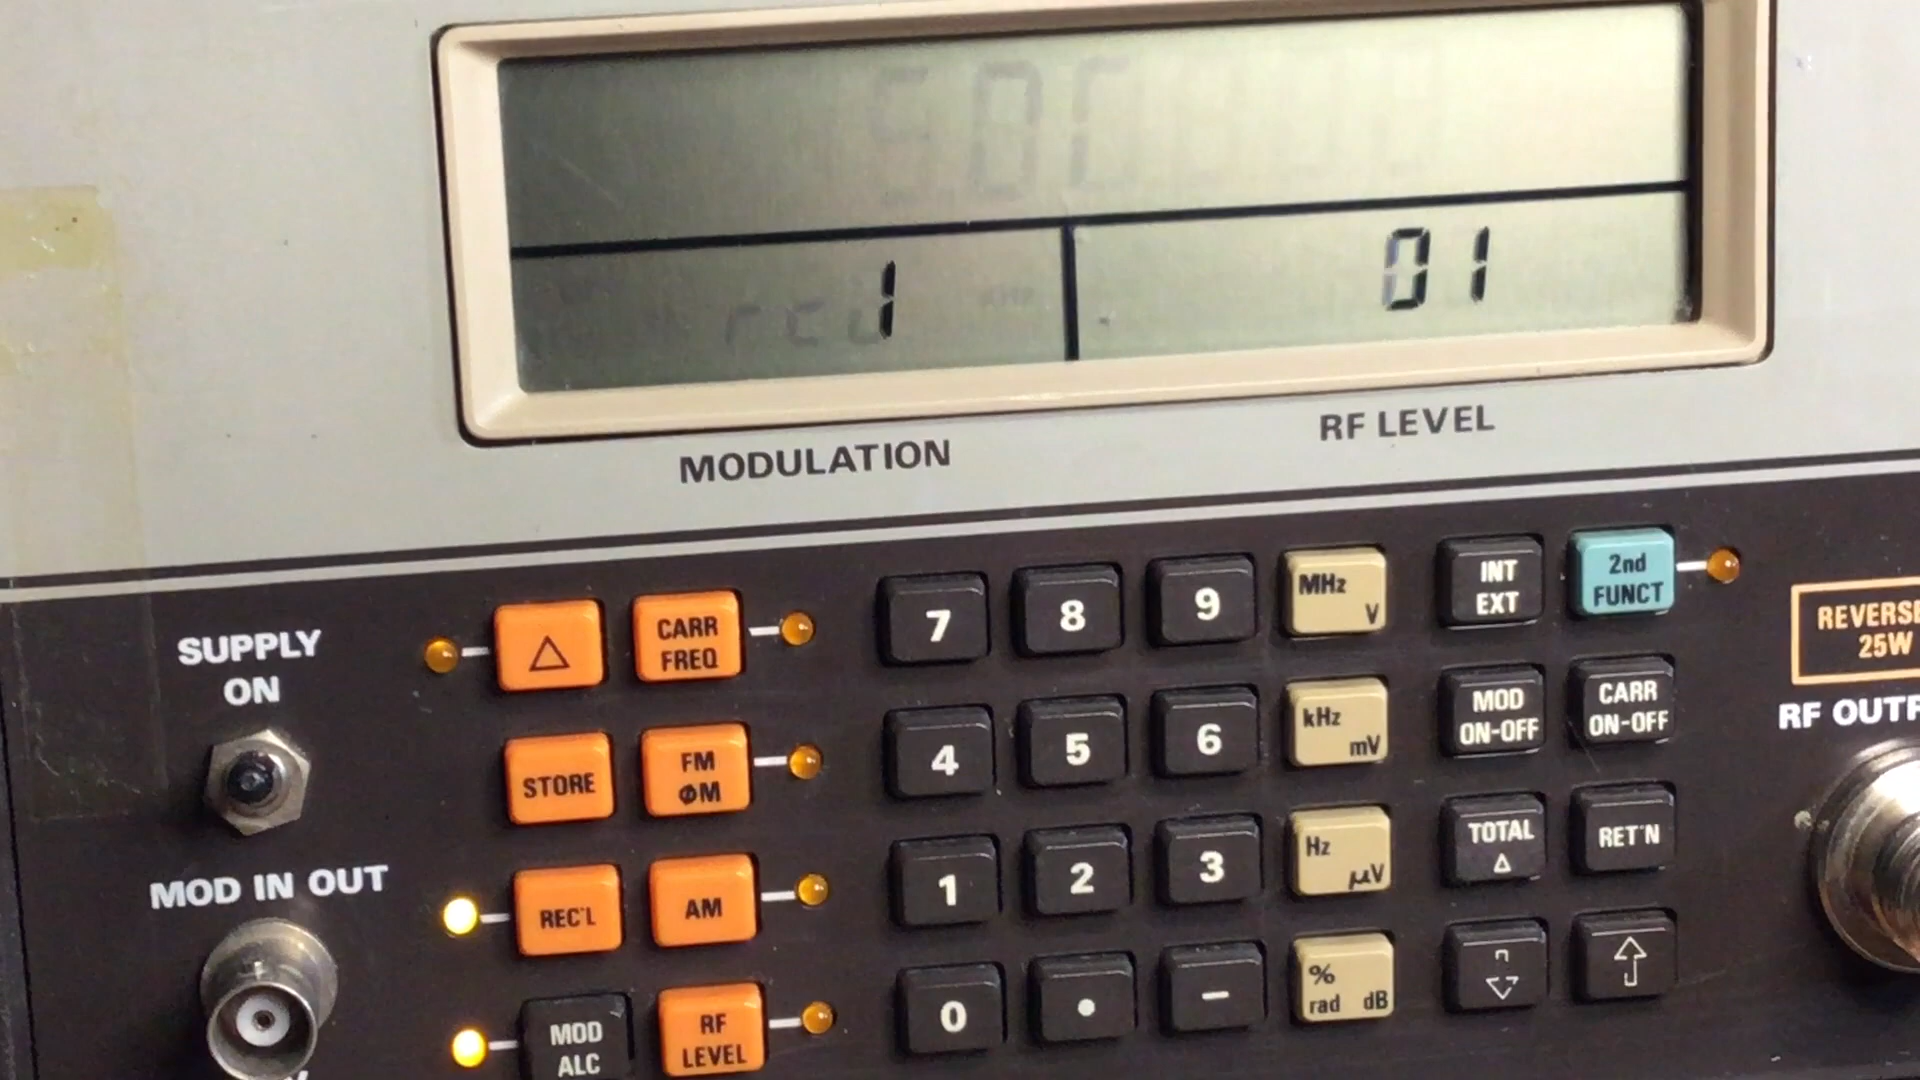 1
01
MODULATION
RF LEVEL
SUPPLY
ON
MOD IN OUT
△
CARR
FREQ
STORE
FM
ΦM
REC'L
AM
MOD
ALC
RF
LEVEL
7
8
9
MHz
V
4
5
6
kHz
mV
1
2
3
Hz
μV
0
•
–
%
rad dB
INT
EXT
2nd
FUNCT
MOD
ON-OFF
CARR
ON-OFF
TOTAL
△
RET'N
REVERSE
25W
RF OUTP